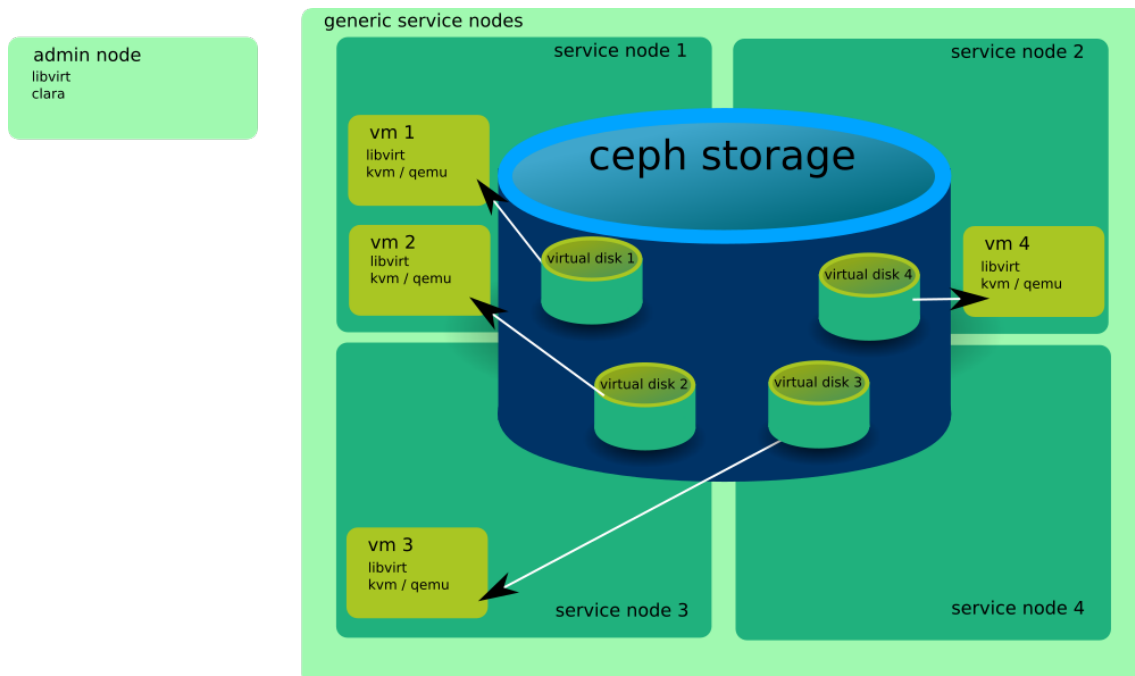 generic service nodes
admin node
libvirt
clara
service node 1
service node 2
ceph storage
vm 1
libvirt
kvm / qemu
vm 2
libvirt
kvm / qemu
virtual disk 1
virtual disk 4
vm 4
libvirt
kvm / qemu
virtual disk 2
virtual disk 3
vm 3
libvirt
kvm / qemu
service node 3
service node 4